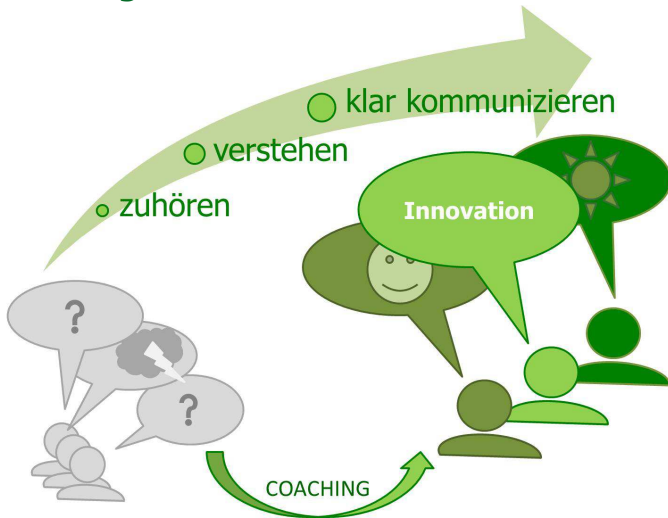 klar kommunizieren
verstehen
zuhören
Innovation
?
?
COACHING